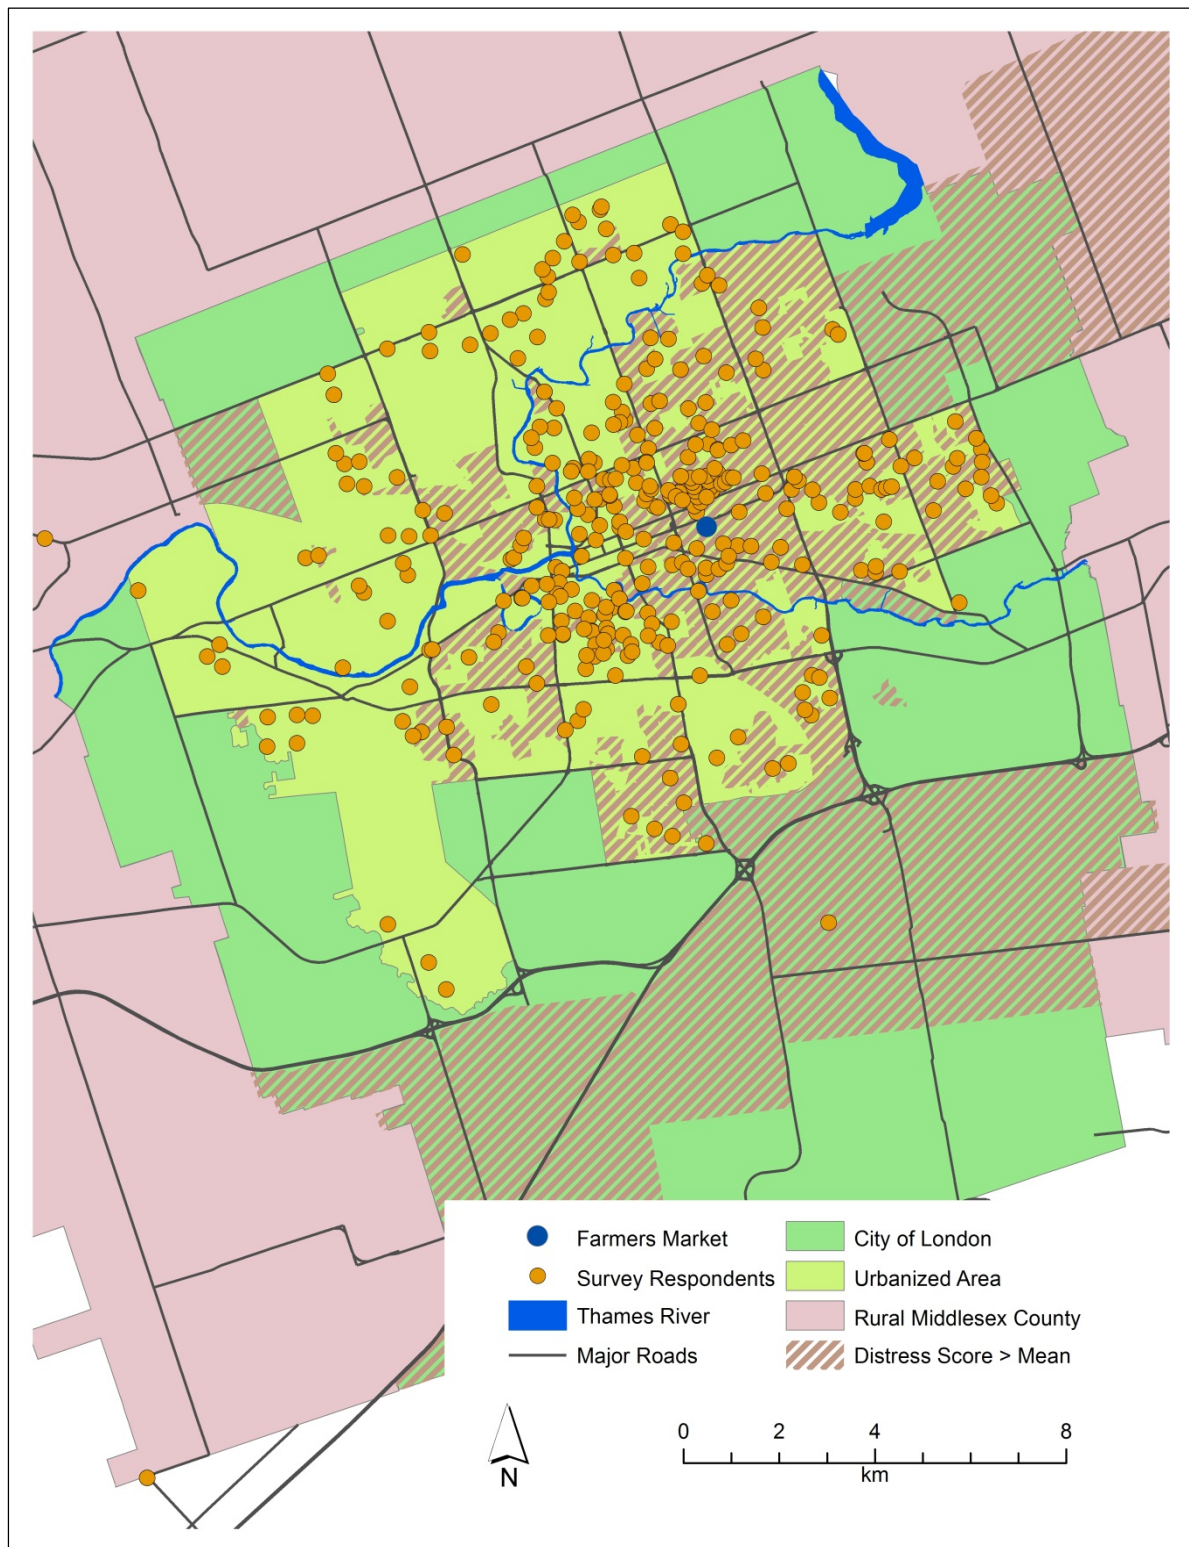 Farmers Market
City of London
Survey Respondents
Urbanized Area
Thames River
Rural Middlesex County
Major Roads
Distress Score > Mean
N
0 2 4 8
km